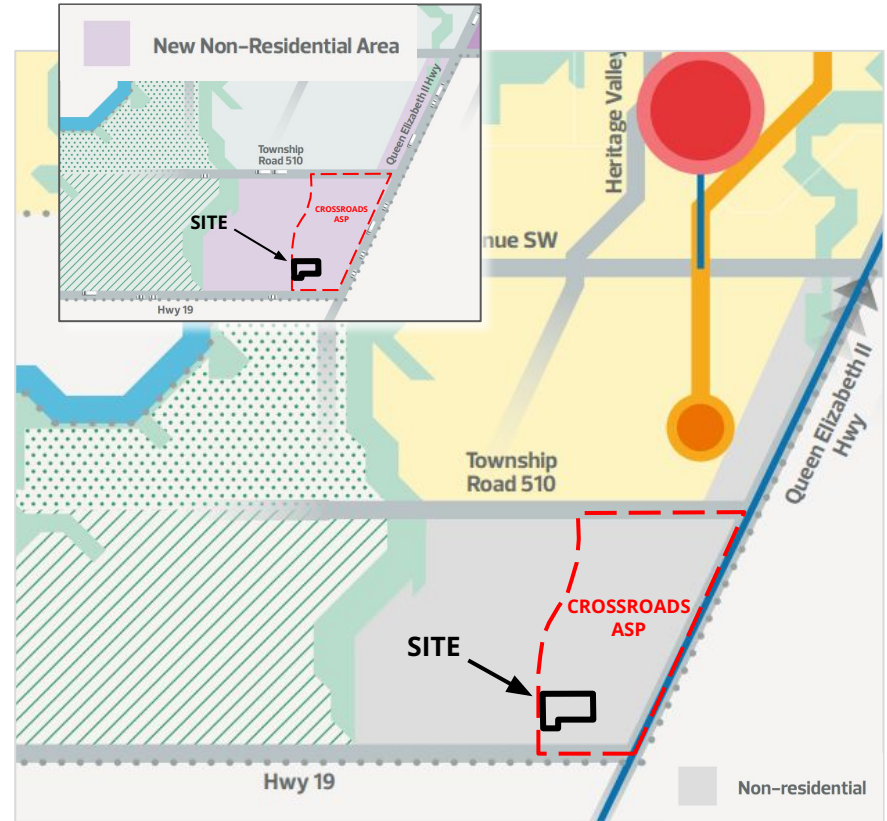 New Non-Residential Area
Queen Elizabeth II Hwy
Township
Road 510
CROSSROADS
ASP
SITE
Hwy 19
Heritage Valley
nue SW
Queen Elizabeth II
Hwy
Township
Road 510
CROSSROADS
ASP
SITE
Hwy 19
Non-residential